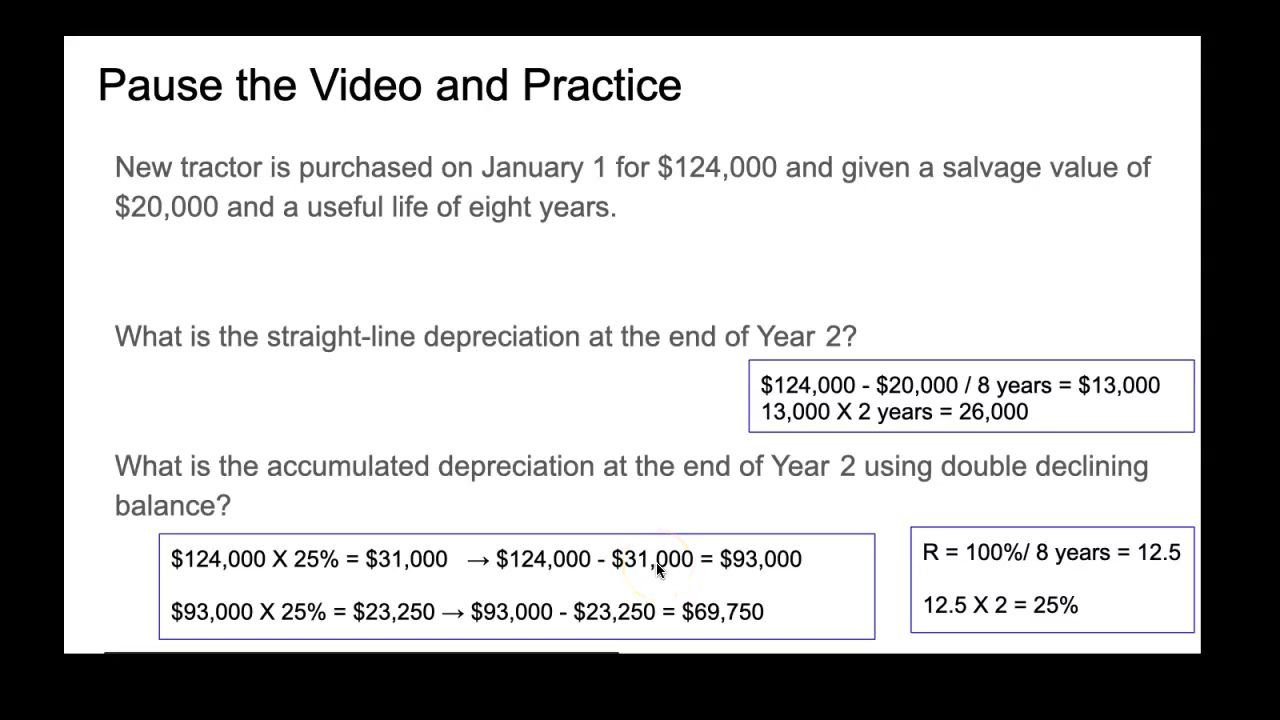 Pause the Video and Practice
New tractor is purchased on January 1 for $124,000 and given a salvage value of
$20,000 and a useful life of eight years.
What is the straight-line depreciation at the end of Year 2?
$124,000 - $20,000 / 8 years = $13,000
13,000 X 2 years = 26,000
What is the accumulated depreciation at the end of Year 2 using double declining
balance?
$124,000 X 25% = $31,000 → $124,000 - $31,000 = $93,000
$93,000 X 25% = $23,250 → $93,000 - $23,250 = $69,750
R = 100%/ 8 years = 12.5
12.5 X 2 = 25%